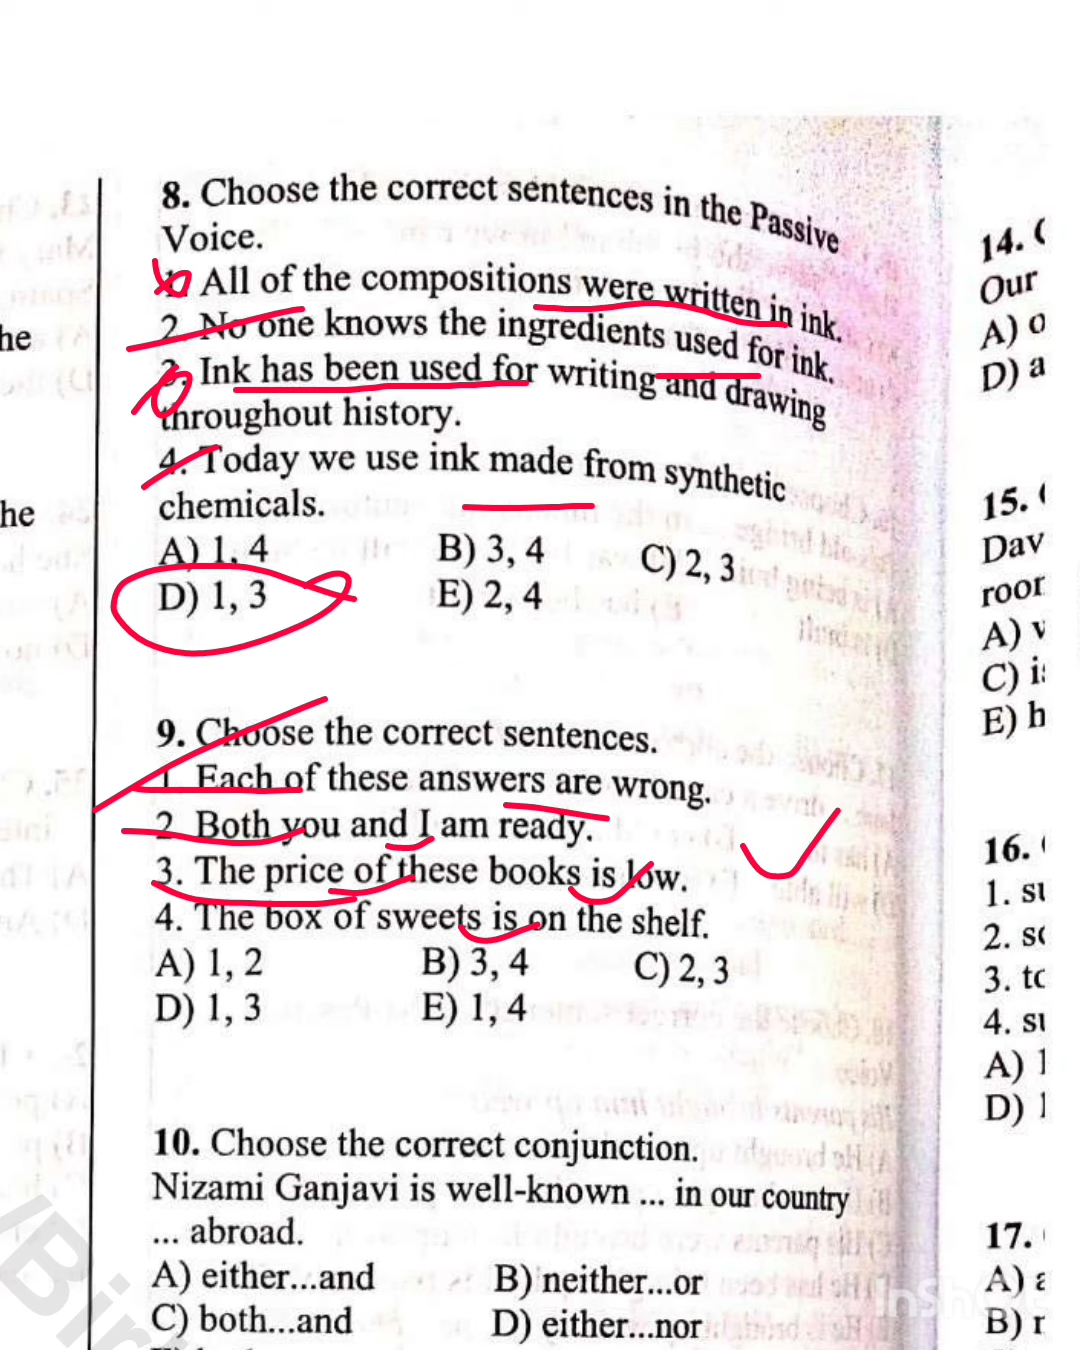 8. Choose the correct sentences in the Passive
Voice.
1. All of the compositions were written in ink.
2. No one knows the ingredients used for ink.
3. Ink has been used for writing and drawing
throughout history.
4. Today we use ink made from synthetic
chemicals.
A) 1, 4 B) 3, 4 C) 2, 3
D) 1, 3 E) 2, 4
9. Choose the correct sentences.
1. Each of these answers are wrong.
2. Both you and I am ready.
3. The price of these books is low.
4. The box of sweets is on the shelf.
A) 1, 2 B) 3, 4 C) 2, 3
D) 1, 3 E) 1, 4
10. Choose the correct conjunction.
Nizami Ganjavi is well-known ... in our country
... abroad.
A) either...and B) neither...or
C) both...and D) either...nor
he
he
14.
Our
A)
D) a
15.
Dav
A)
C)
E)
16.
1.
2.
3.
4.
A)
D)
17.
A)
B)
InShot